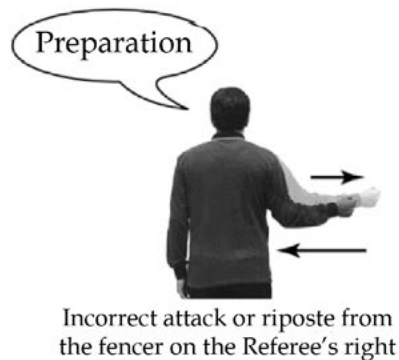 Preparation
Incorrect attack or riposte from
the fencer on the Referee's right